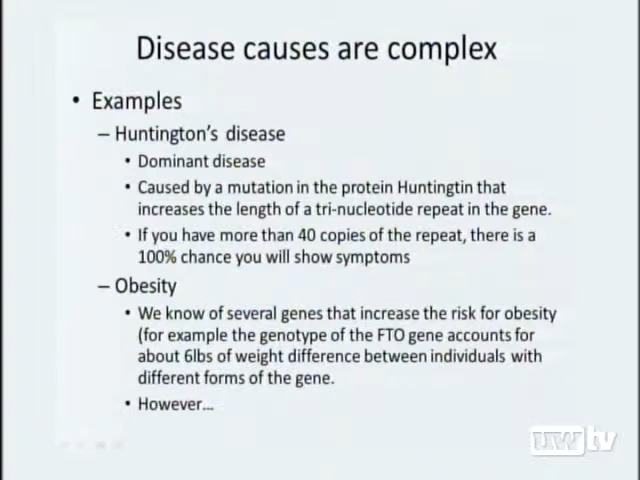 Disease causes are complex
• Examples
– Huntington's disease
• Dominant disease
• Caused by a mutation in the protein Huntingtin that
increases the length of a tri-nucleotide repeat in the gene.
• If you have more than 40 copies of the repeat, there is a
100% chance you will show symptoms
– Obesity
• We know of several genes that increase the risk for obesity
(for example the genotype of the FTO gene accounts for
about 6lbs of weight difference between individuals with
different forms of the gene.
• However...
uwtv